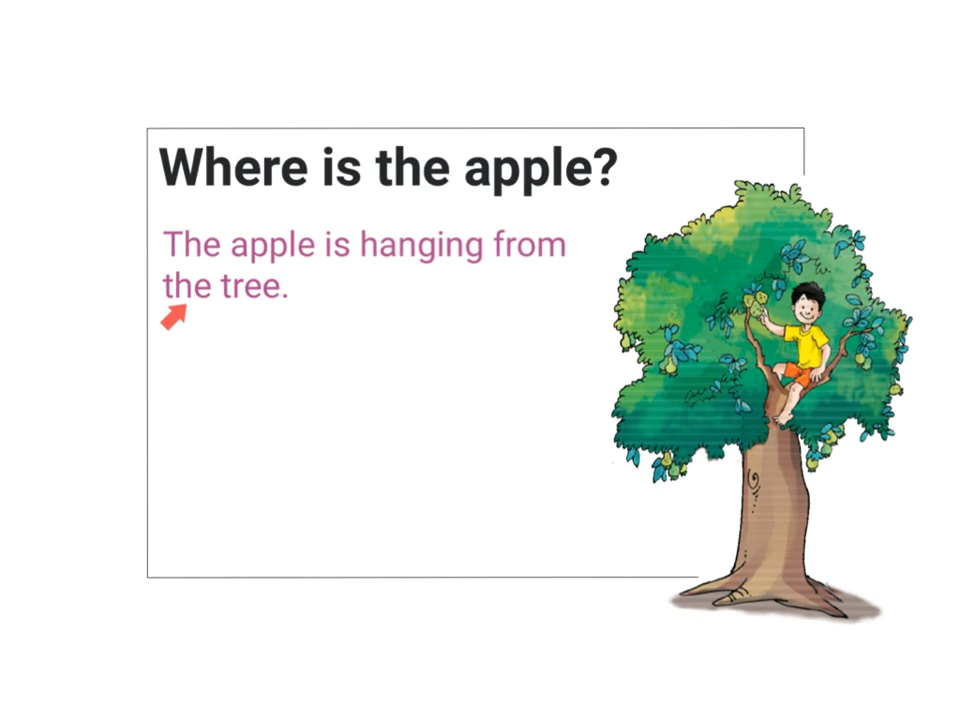 Where is the apple?
The apple is hanging from
the tree.